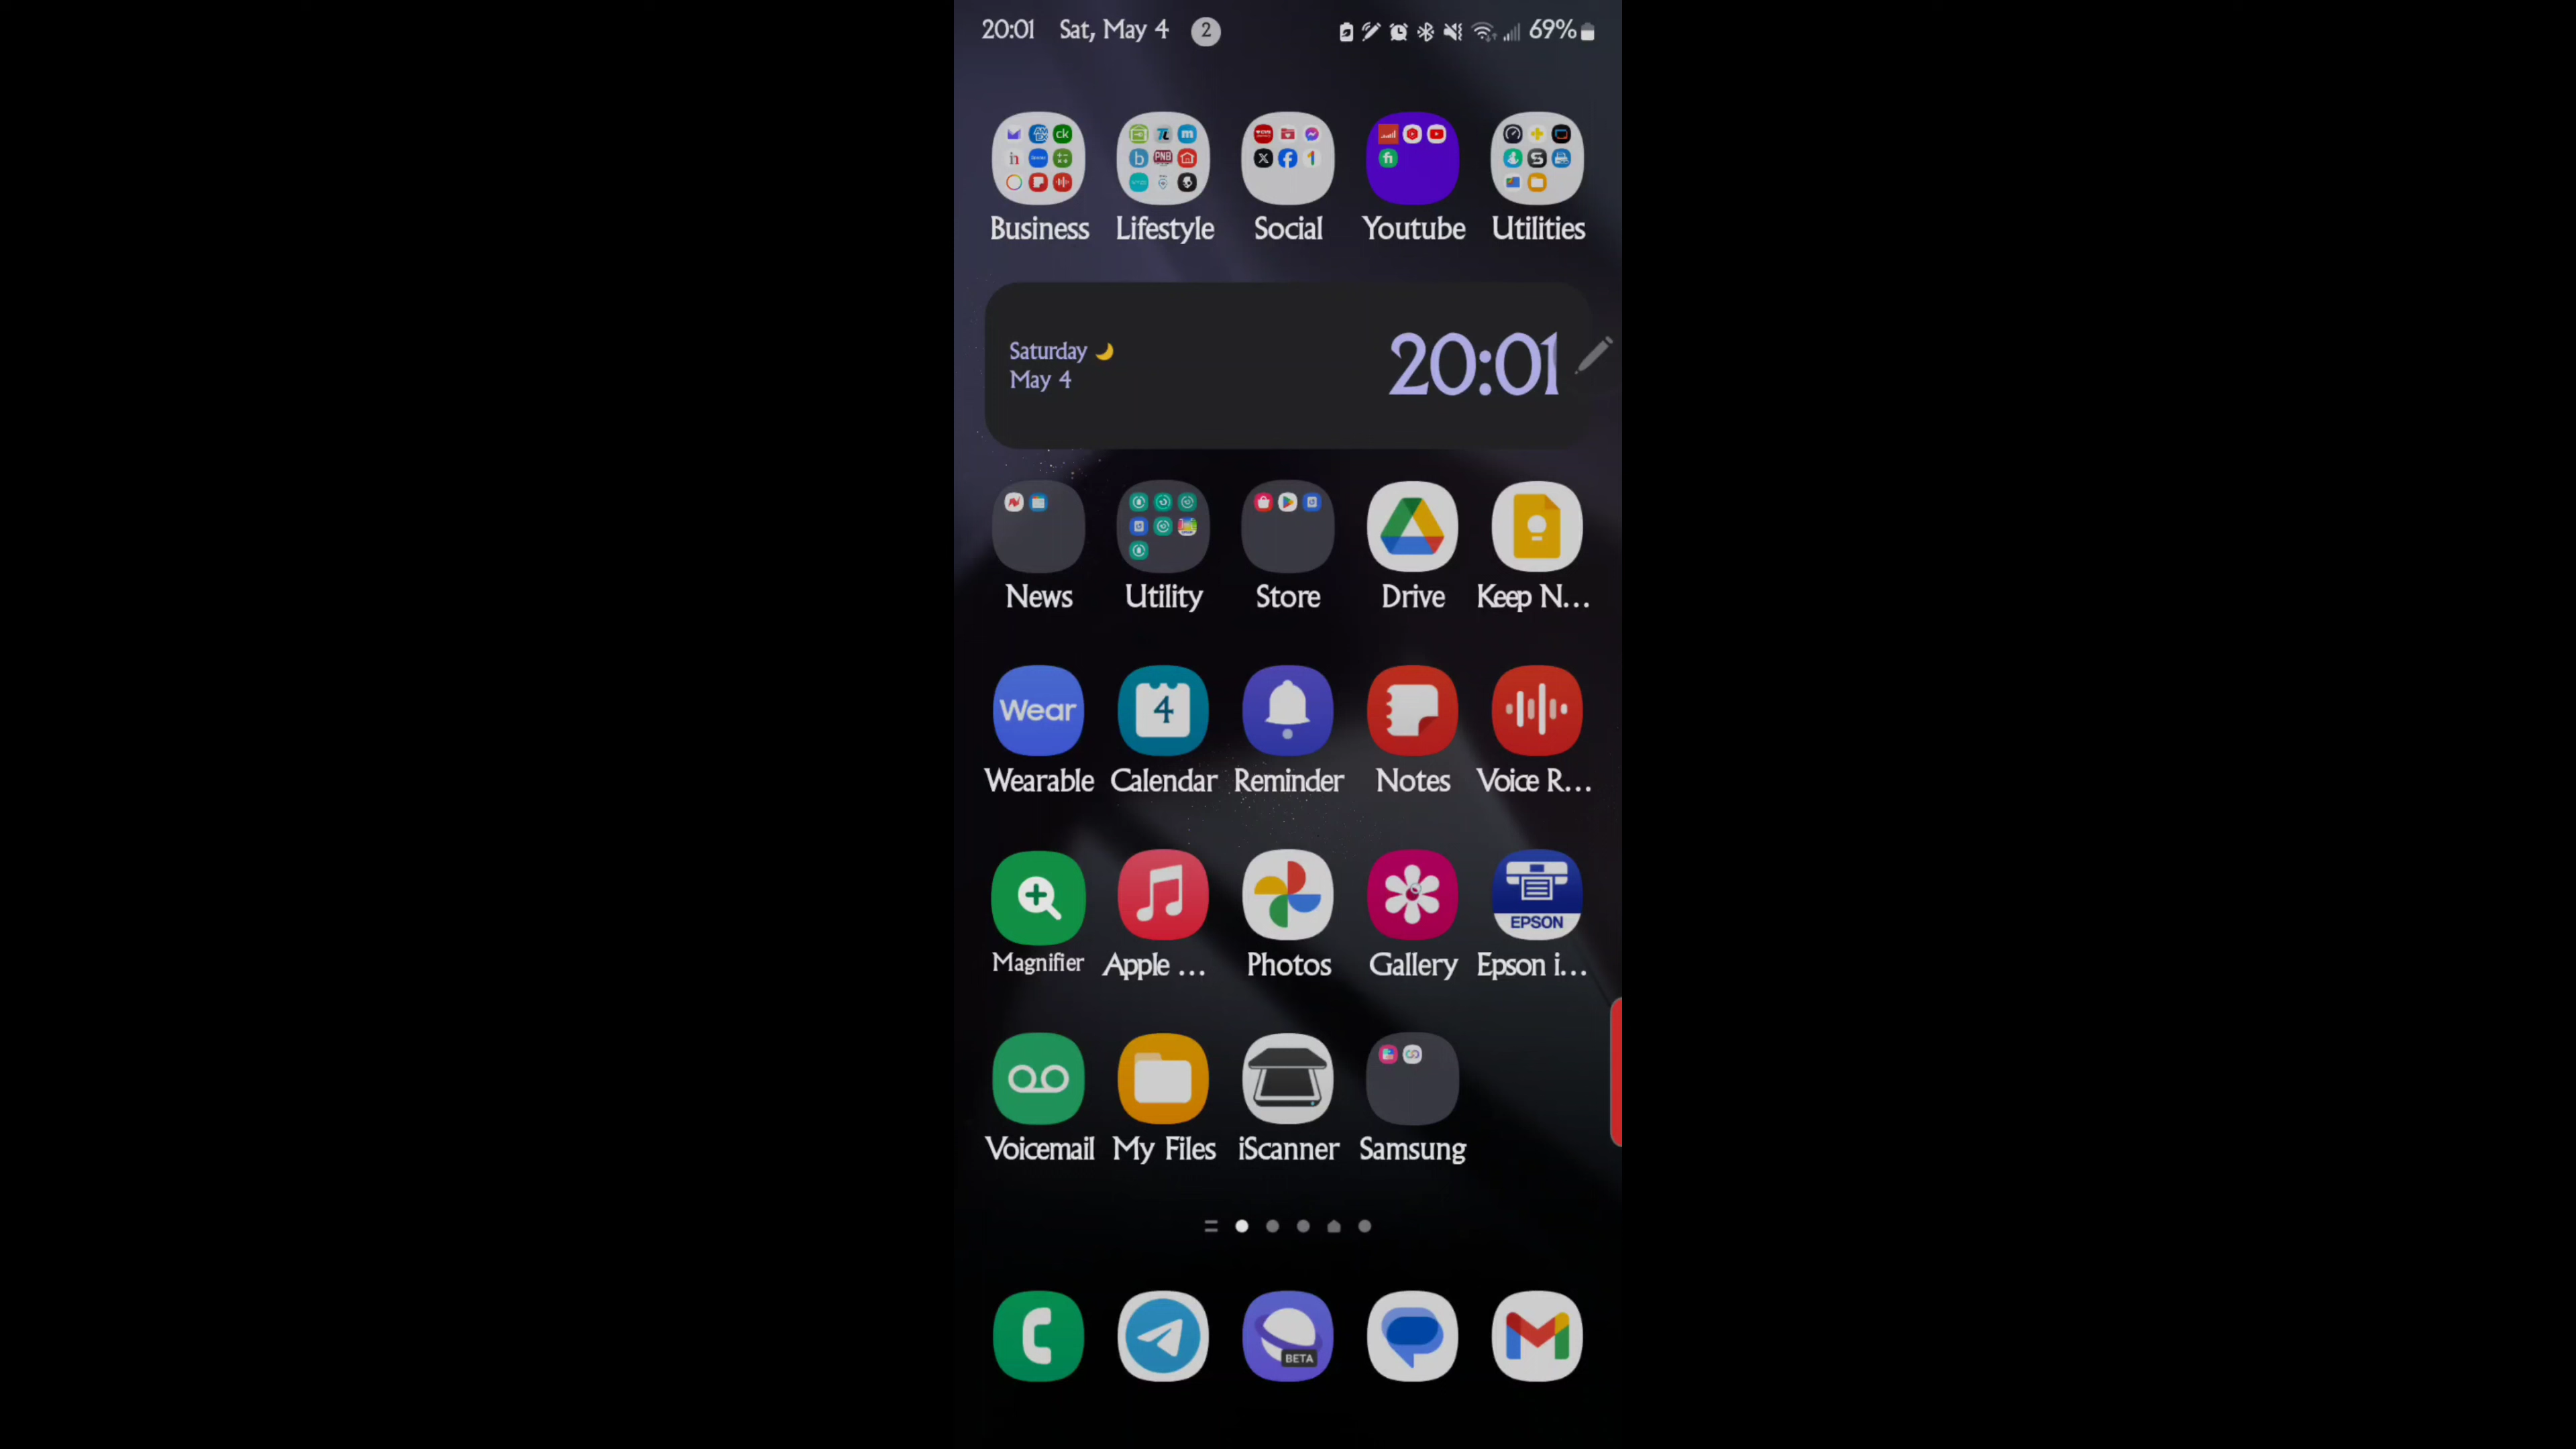 20:01 Sat, May 4 2 69%
Business Lifestyle Social Youtube Utilities
Saturday
May 4
20:01
News Utility Store Drive Keep N...
Wear
4
Wearable Calendar Reminder Notes Voice R...
EPSON
Magnifier Apple ... Photos Gallery Epson i...
Voicemail My Files iScanner Samsung
BETA